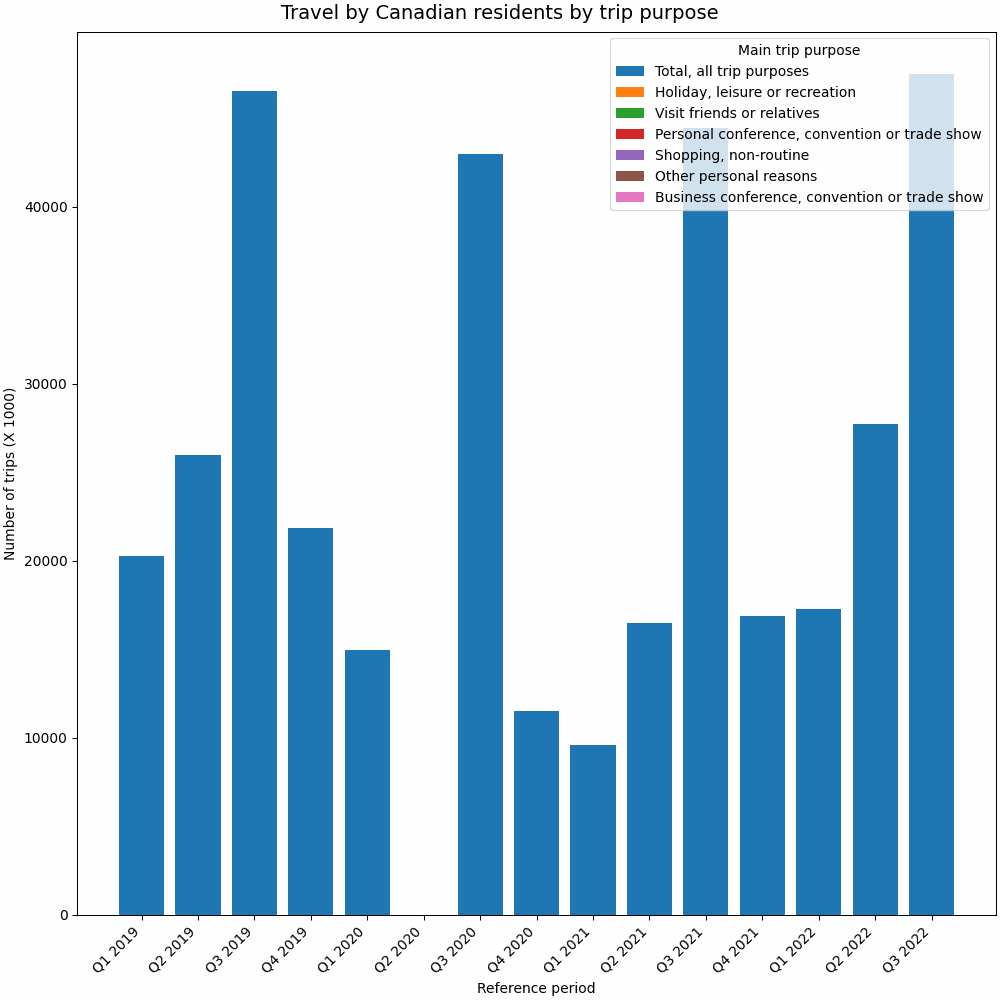 Travel by Canadian residents by trip purpose
Main trip purpose
Total, all trip purposes
Holiday, leisure or recreation
Visit friends or relatives
Personal conference, convention or trade show
Shopping, non-routine
Other personal reasons
Business conference, convention or trade show
Number of trips (X 1000)
40000
30000
20000
10000
0
Q1 2019
Q2 2019
Q3 2019
Q4 2019
Q1 2020
Q2 2020
Q3 2020
Q4 2020
Q1 2021
Q2 2021
Q3 2021
Q4 2021
Q1 2022
Q2 2022
Q3 2022
Reference period